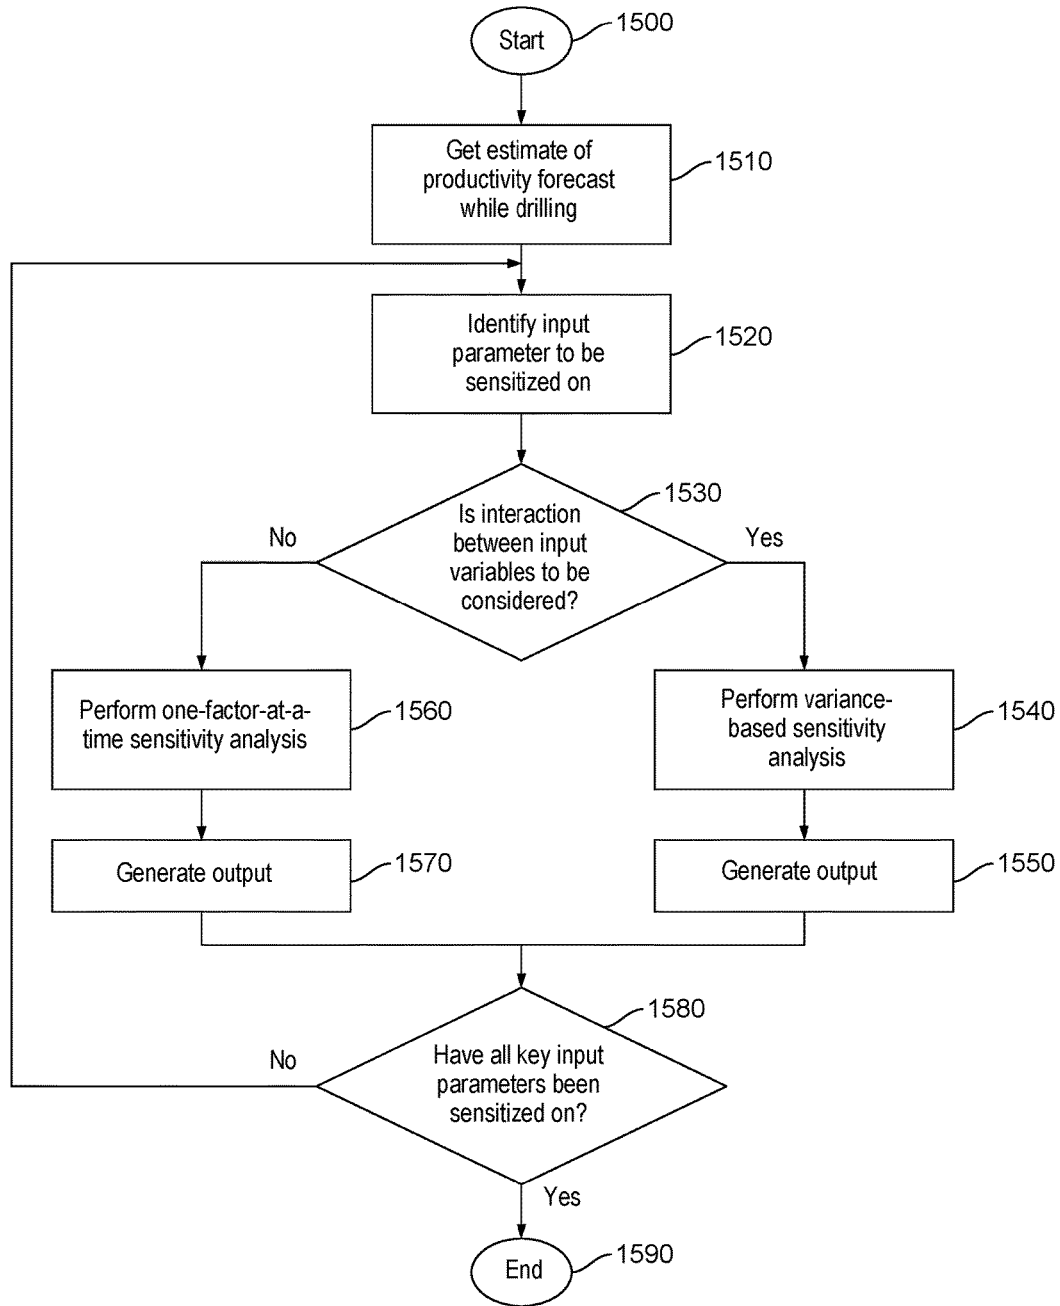 Start
1500
Get estimate of
productivity forecast
while drilling
1510
Identify input
parameter to be
sensitized on
1520
Is interaction
between input
variables to be
considered?
1530
No
Yes
Perform one-factor-at-a-
time sensitivity analysis
1560
Perform variance-
based sensitivity
analysis
1540
Generate output
1570
Generate output
1550
Have all key input
parameters been
sensitized on?
1580
No
Yes
End
1590